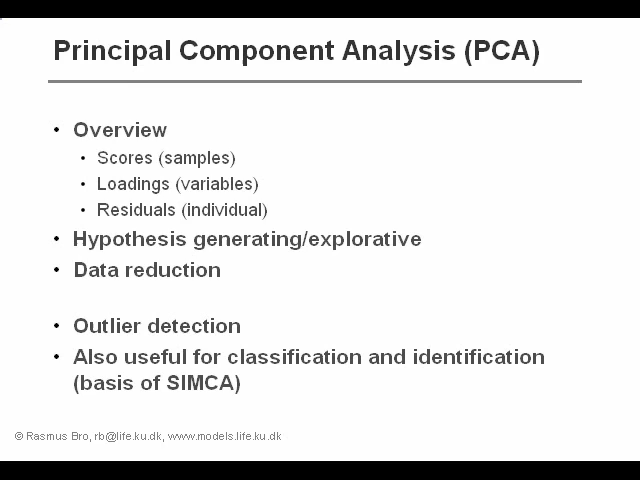 Principal Component Analysis (PCA)
• Overview
• Scores (samples)
• Loadings (variables)
• Residuals (individual)
• Hypothesis generating/explorative
• Data reduction
• Outlier detection
• Also useful for classification and identification
(basis of SIMCA)
© Rasmus Bro, rb@life.ku.dk, www.models.life.ku.dk